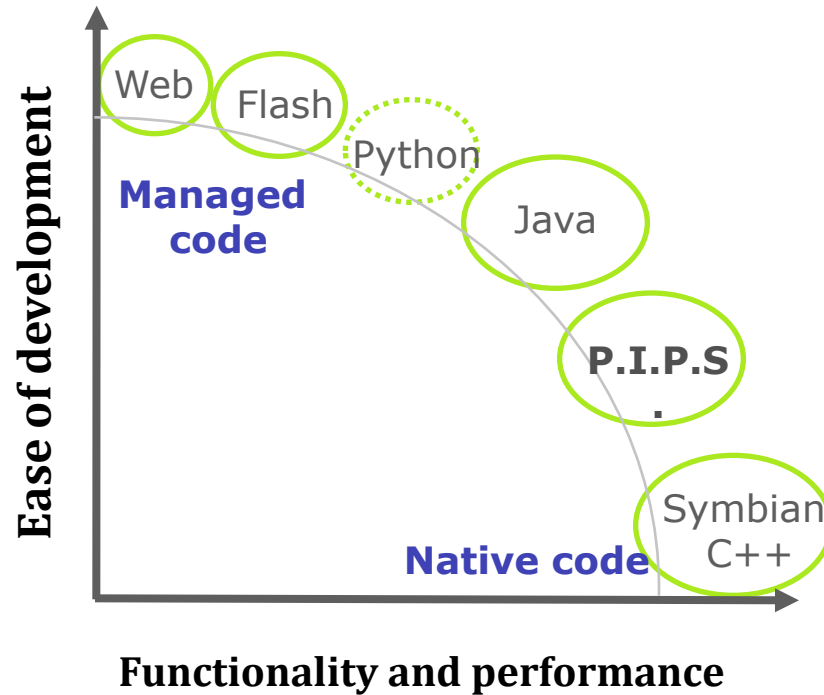 Web
Flash
Python
Java
P.I.P.S
.
Symbian
C++
Managed
code
Native code
Ease of development
Functionality and performance